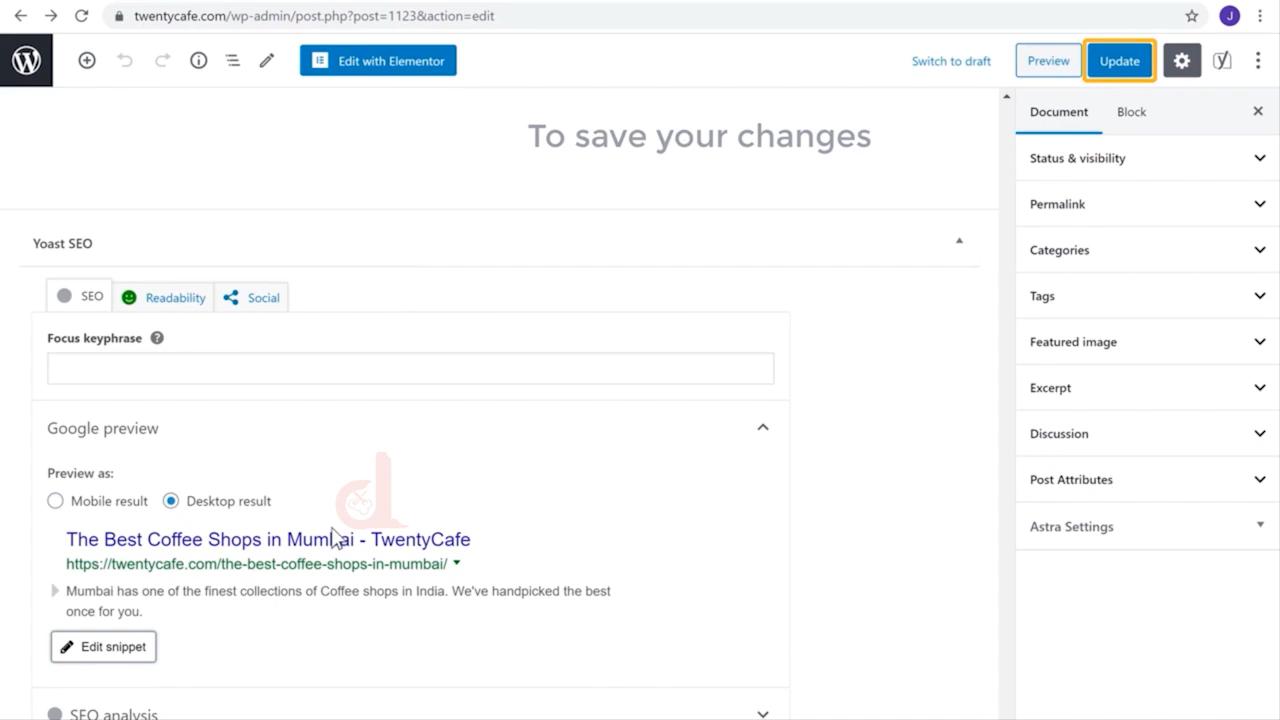 twentycafe.com/wp-admin/post.php?post=1123&action=edit
J
Edit with Elementor
Switch to draft
Preview
Update
To save your changes
Document
Block
Status & visibility
Permalink
Categories
Tags
Featured image
Excerpt
Discussion
Post Attributes
Astra Settings
Yoast SEO
SEO
Readability
Social
Focus keyphrase
Google preview
Preview as:
Mobile result
Desktop result
The Best Coffee Shops in Mumbai - TwentyCafe
https://twentycafe.com/the-best-coffee-shops-in-mumbai/
Mumbai has one of the finest collections of Coffee shops in India. We've handpicked the best
once for you.
Edit snippet
SEO analysis